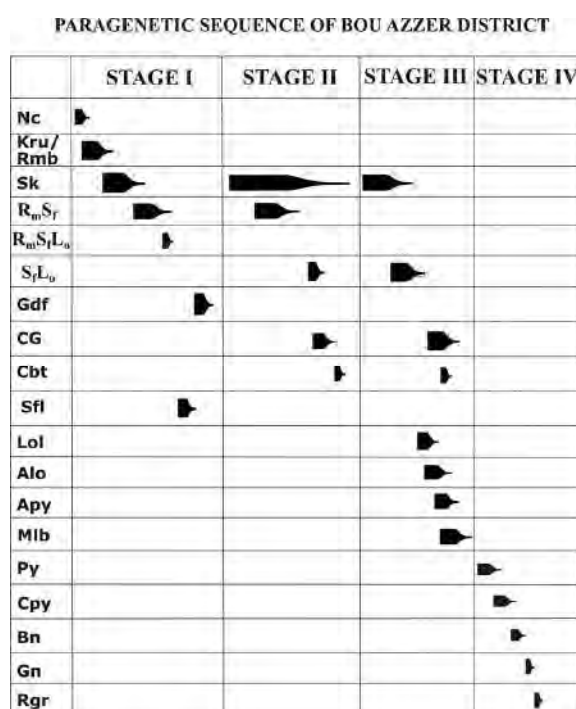 PARAGENETIC SEQUENCE OF BOU AZZER DISTRICT
STAGE I STAGE II STAGE III STAGE IV
Nc
Kru/
Rmb
Sk
RmSf
RmSfLo
SfLo
Gdf
CG
Cbt
Sfl
Lol
Alo
Apy
Mlb
Py
Cpy
Bn
Gn
Rgr